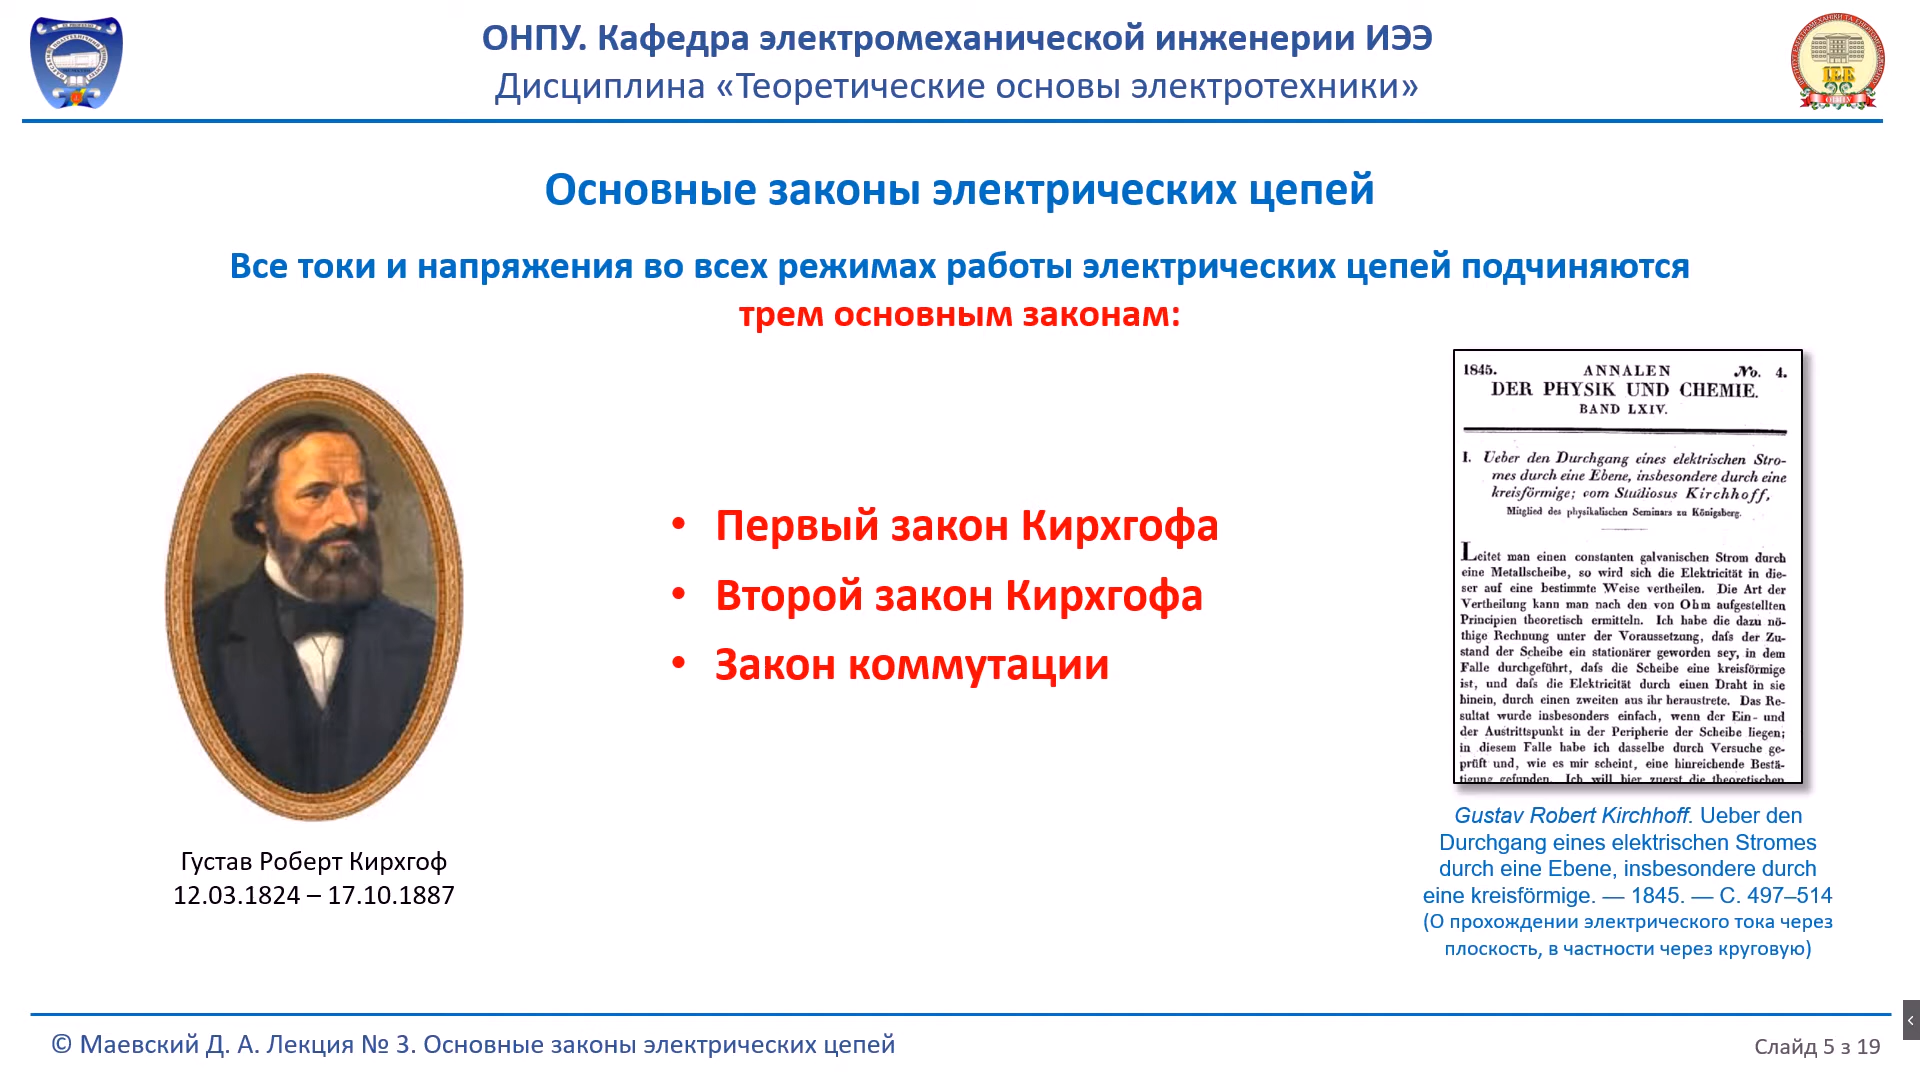 ОНПУ. Кафедра электромеханической инженерии ИЭЭ
Дисциплина «Теоретические основы электротехники»
Основные законы электрических цепей
Все токи и напряжения во всех режимах работы электрических цепей подчиняются
трем основным законам:
• Первый закон Кирхгофа
• Второй закон Кирхгофа
• Закон коммутации
Густав Роберт Кирхгоф
12.03.1824 – 17.10.1887
1845. ANNALEN No. 4.
DER PHYSIK UND CHEMIE.
BAND LXIV.
I. Ueber den Durchgang eines elektrischen Stro-
mes durch eine Ebene, insbesondere durch eine
kreisförmige; vom Studiosus Kirchhoff,
Mitglied des physikalischen Seminars zu Königsberg.
Leitet man einen constanten galvanischen Strom durch
eine Metallscheibe, so wird sich die Elektricität in die-
ser auf eine bestimmte Weise vertheilen. Die Art der
Vertheilung kann man nach den von Ohm aufgestellten
Principien theoretisch ermitteln. Ich habe die dazu nö-
thige Rechnung unter der Voraussetzung, daſs der Zu-
stand der Scheibe ein stationärer geworden sey, in dem
Falle durchgeführt, daſs die Scheibe eine kreisförmige
ist, und daſs die Elektricität durch einen Draht in sie
hinein, durch einen zweiten aus ihr heraustrete. Das Re-
sultat wurde insbesonders einfach, wenn der Ein- und
der Austrittspunkt in der Peripherie der Scheibe liegen;
in diesem Falle habe ich dasselbe durch Versuche ge-
prüft und, wie es mir scheint, eine hinreichende Bestä-
tigung gefunden. Ich will hier zuerst die theoretischen
Gustav Robert Kirchhoff. Ueber den
Durchgang eines elektrischen Stromes
durch eine Ebene, insbesondere durch
eine kreisförmige. — 1845. — С. 497–514
(О прохождении электрического тока через
плоскость, в частности через круговую)
© Маевский Д. А. Лекция № 3. Основные законы электрических цепей
Слайд 5 з 19